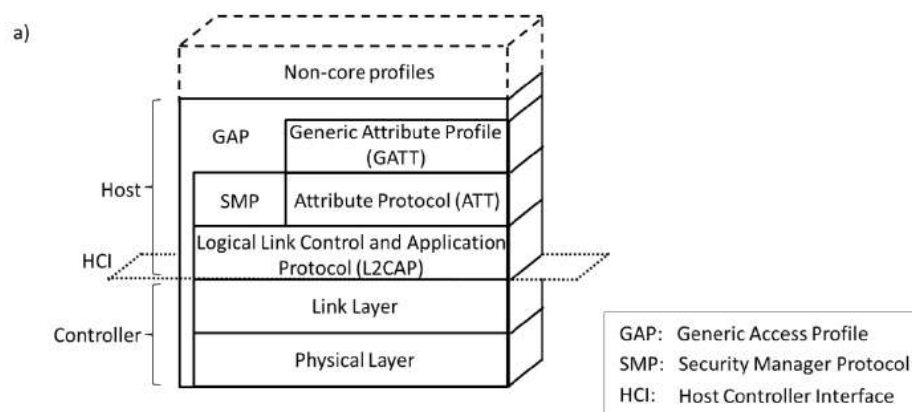 a)
Non-core profiles
GAP
Generic Attribute Profile
(GATT)
Host
SMP
Attribute Protocol (ATT)
Logical Link Control and Application
Protocol (L2CAP)
HCI
Link Layer
Controller
Physical Layer
GAP: Generic Access Profile
SMP: Security Manager Protocol
HCI: Host Controller Interface